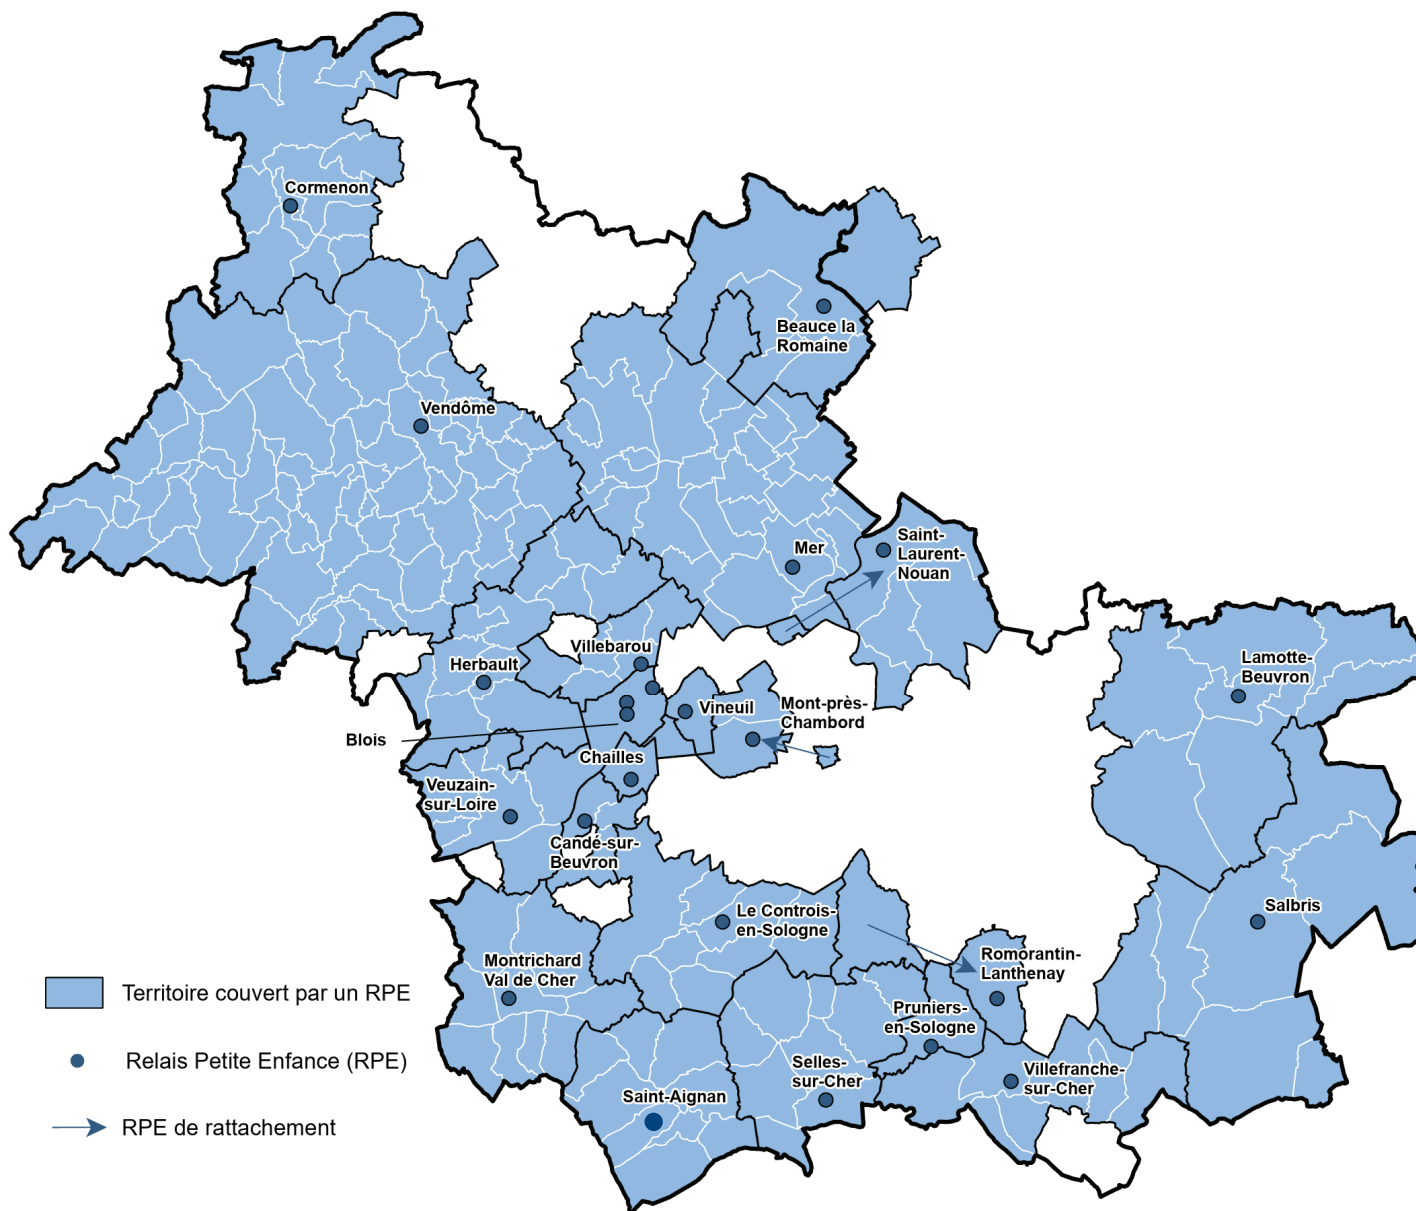 Cormenon
Beauce la
Romaine
Vendôme
Mer
Saint-
Laurent-
Nouan
Villebarou
Herbault
Lamotte-
Beuvron
Vineuil
Mont-près-
Chambord
Blois
Chailles
Veuzain-
sur-Loire
Candé-sur-
Beuvron
Le Controis-
en-Sologne
Salbris
Montrichard
Val de Cher
Romorantin-
Lanthenay
Pruniers-
en-Sologne
Selles-
sur-Cher
Villefranche-
sur-Cher
Saint-Aignan
Territoire couvert par un RPE
Relais Petite Enfance (RPE)
RPE de rattachement